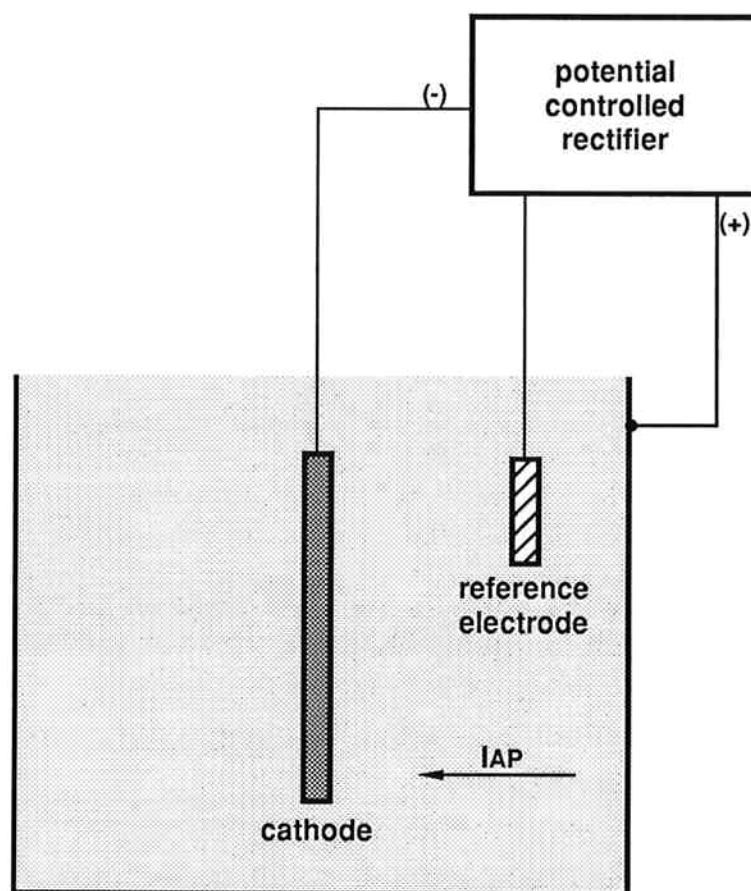 potential
controlled
rectifier
(-)
(+)
reference
electrode
IAP
cathode